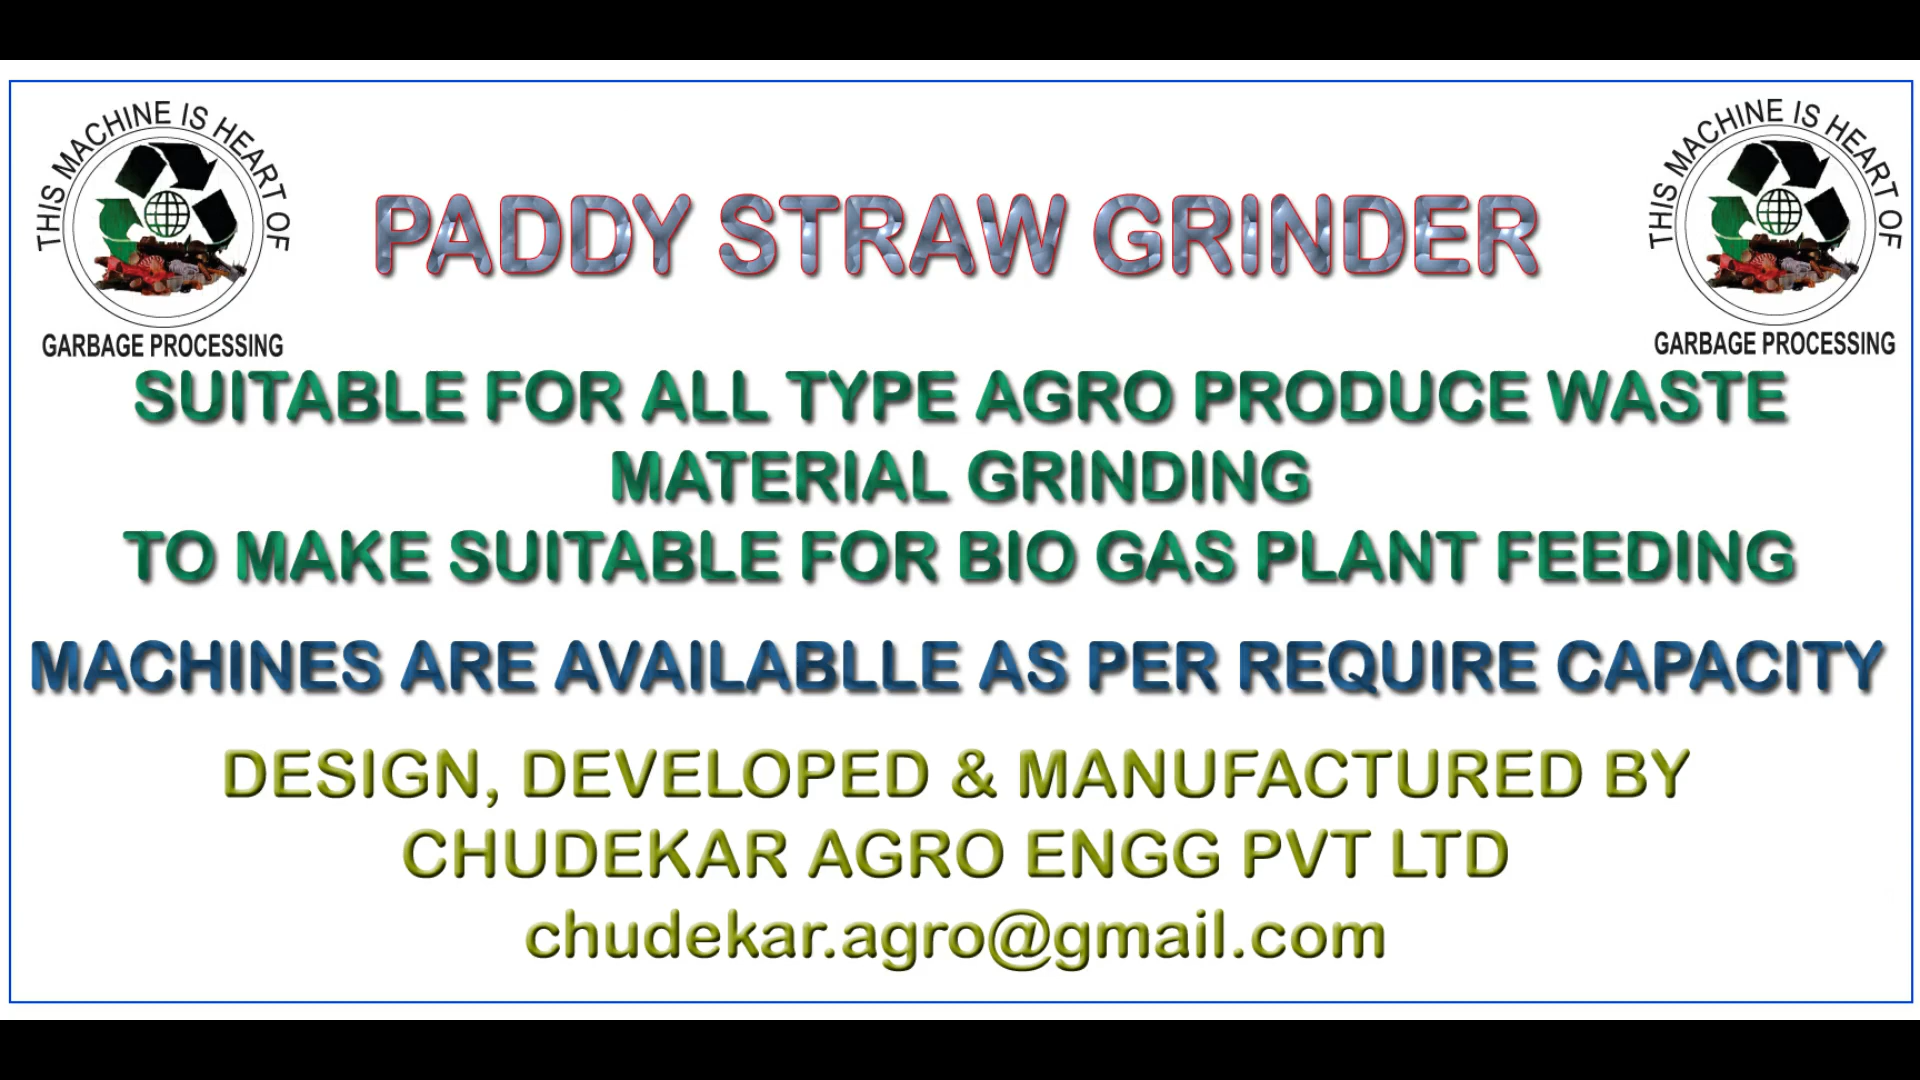 THIS MACHINE IS HEART OF
GARBAGE PROCESSING
THIS MACHINE IS HEART OF
GARBAGE PROCESSING
PADDY STRAW GRINDER
SUITABLE FOR ALL TYPE AGRO PRODUCE WASTE
MATERIAL GRINDING
TO MAKE SUITABLE FOR BIO GAS PLANT FEEDING
MACHINES ARE AVAILABLLE AS PER REQUIRE CAPACITY
DESIGN, DEVELOPED & MANUFACTURED BY
CHUDEKAR AGRO ENGG PVT LTD
chudekar.agro@gmail.com